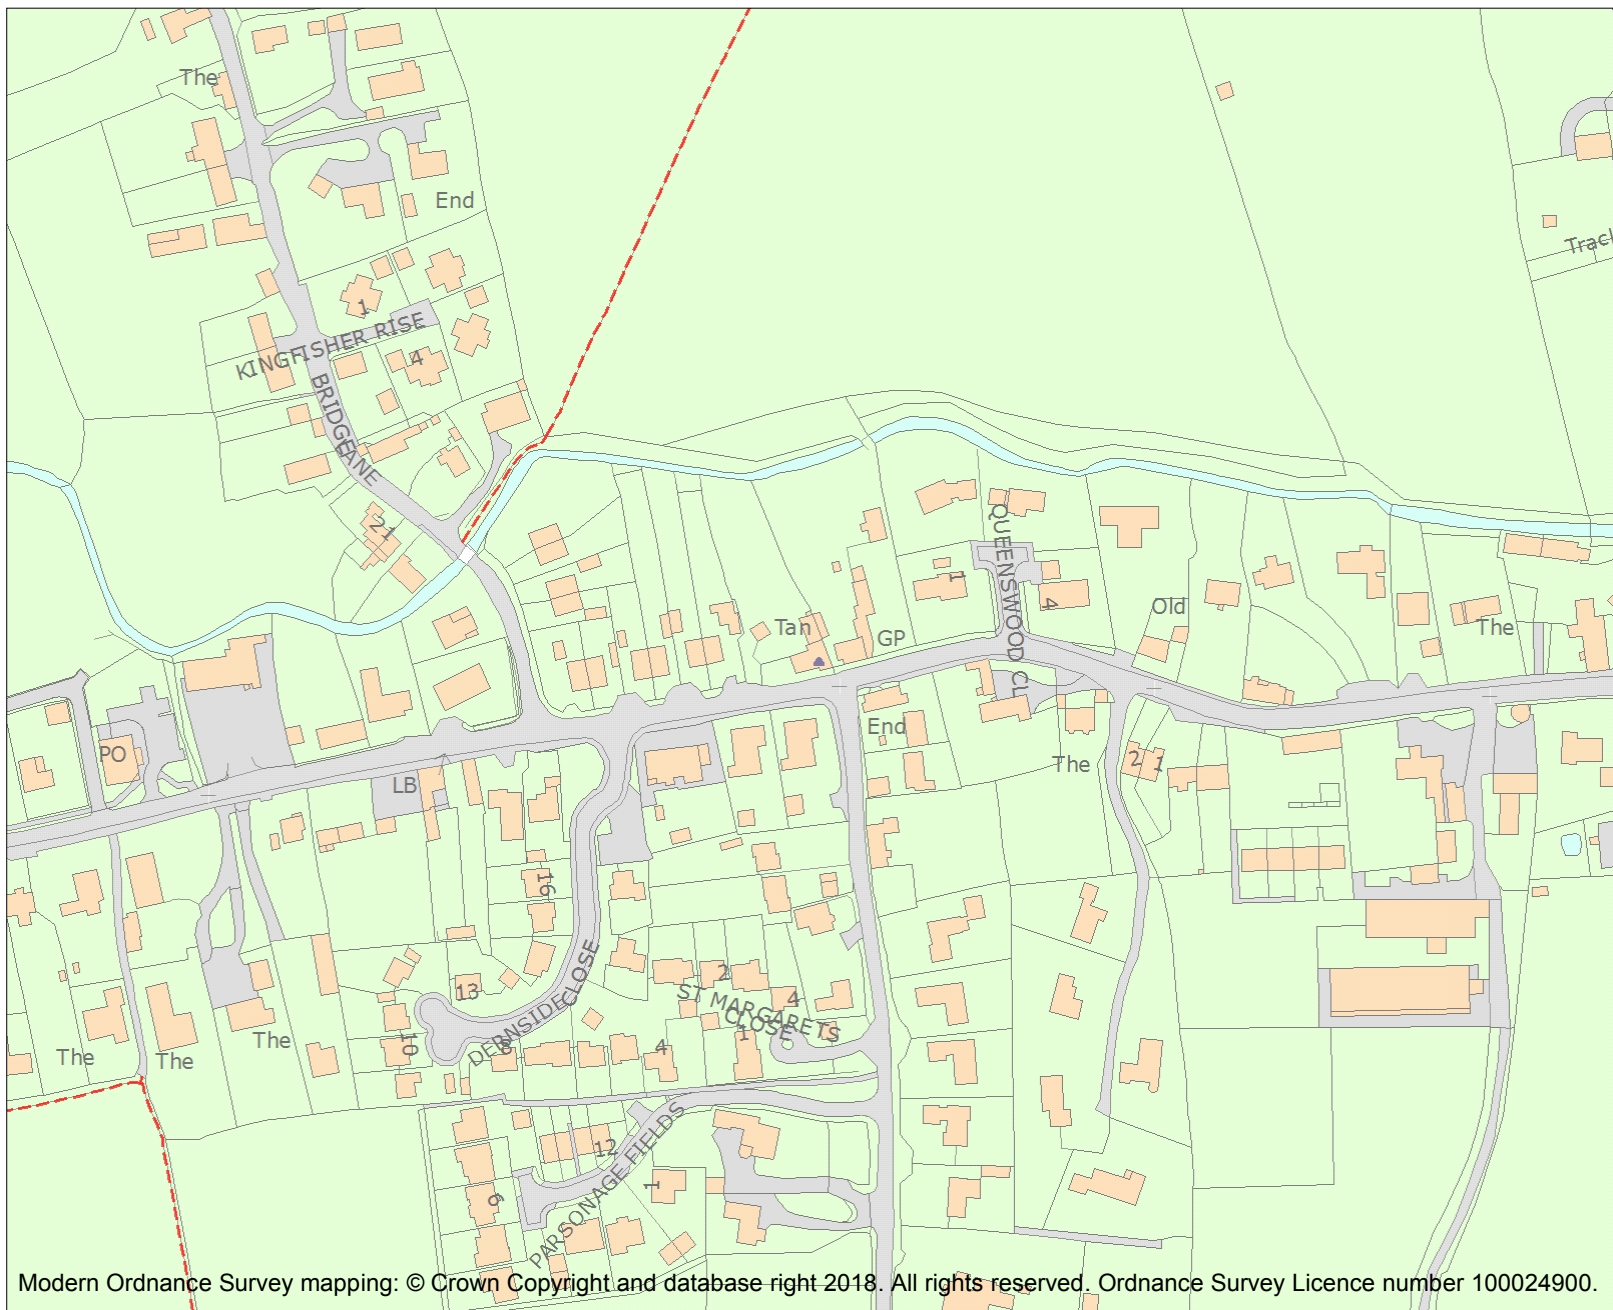 The
End
1
KINGFISHER RISE
4
BRIDGE LANE
21
Track
QUEENSWOOD CL
1
4
Old
Tan
GP
The
PO
LB
End
The
2
1
16
13
10
DERNSIDE CLOSE
8
2
ST MARGARETS
CLOSE
4
1
4
The
The
The
12
6
1
PARSONAGE FIELDS
Modern Ordnance Survey mapping: © Crown Copyright and database right 2018. All rights reserved. Ordnance Survey Licence number 100024900.